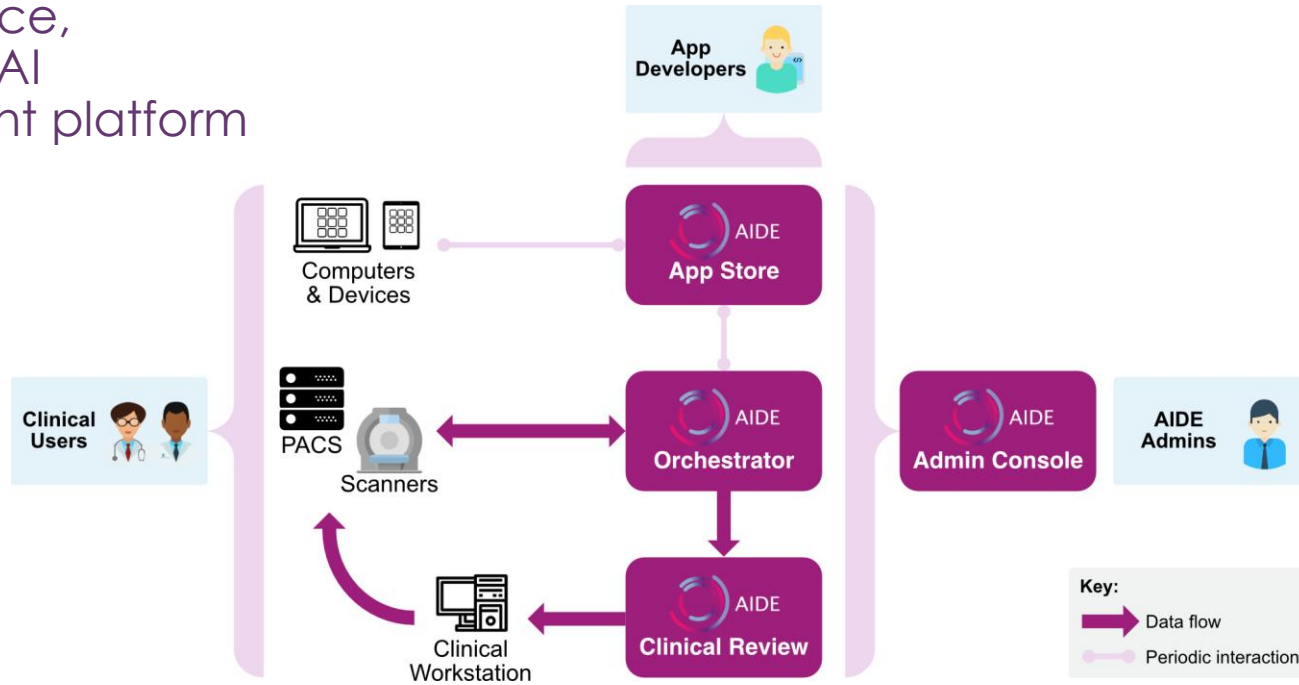 ce,
AI
nt platform
App
Developers
AIDE
App Store
Computers
& Devices
Clinical
Users
PACS
Scanners
AIDE
Orchestrator
AIDE
Admin Console
AIDE
Admins
Clinical
Workstation
AIDE
Clinical Review
Key:
Data flow
Periodic interaction